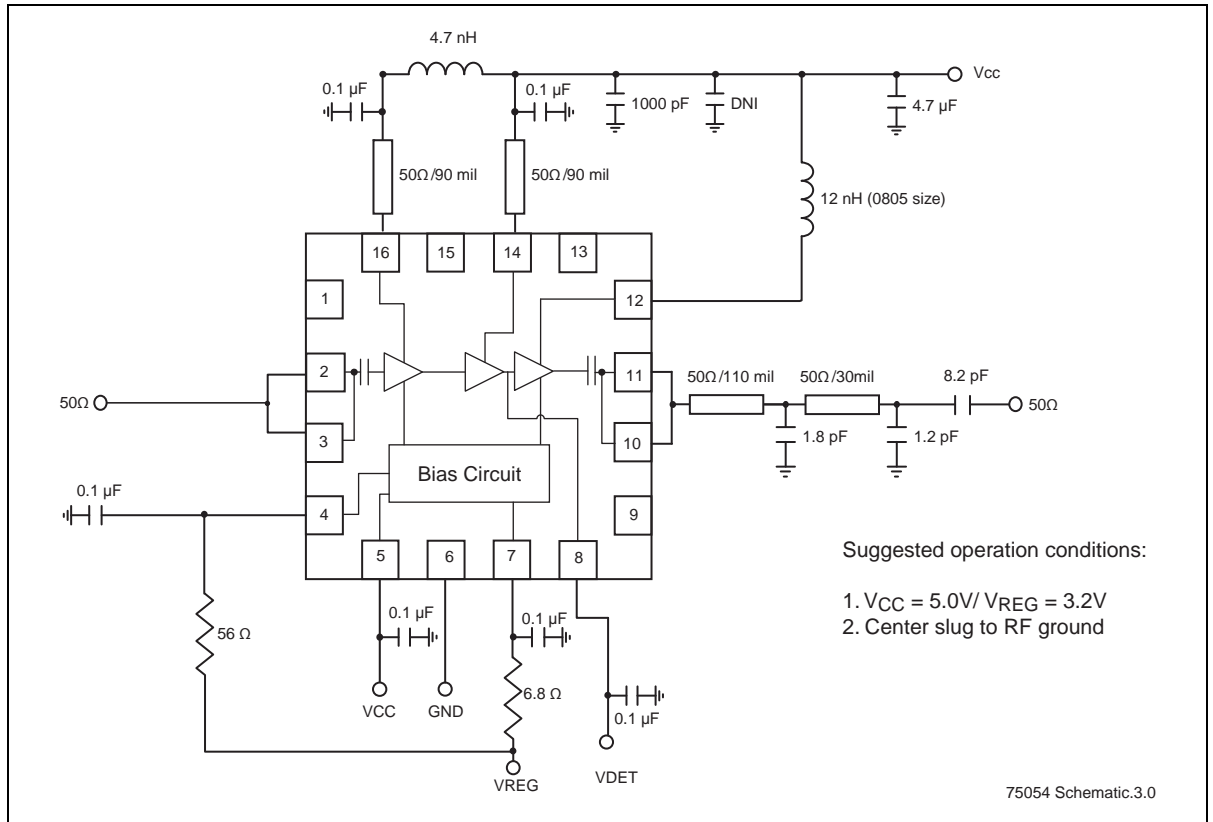 4.7 nH
Vcc
0.1 µF
0.1 µF
1000 pF
DNI
4.7 µF
50Ω/90 mil
50Ω/90 mil
12 nH (0805 size)
16
15
14
13
1
12
2
11
50Ω/110 mil
50Ω/30mil
8.2 pF
50Ω
50Ω
3
10
1.8 pF
1.2 pF
Bias Circuit
0.1 µF
4
9
5
6
7
8
Suggested operation conditions:
1. VCC = 5.0V/ VREG = 3.2V
2. Center slug to RF ground
0.1 µF
0.1 µF
56 Ω
6.8 Ω
VCC
GND
0.1 µF
VREG
VDET
75054 Schematic.3.0